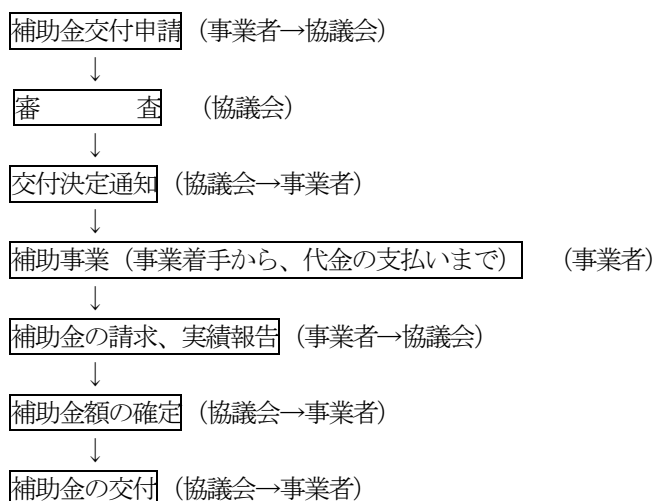 補助金交付申請（事業者→協議会）
↓
審　　　　査　（協議会）
↓
交付決定通知（協議会→事業者）
↓
補助事業（事業着手から、代金の支払いまで）　（事業者）
↓
補助金の請求、実績報告（事業者→協議会）
↓
補助金額の確定（協議会→事業者）
↓
補助金の交付（協議会→事業者）